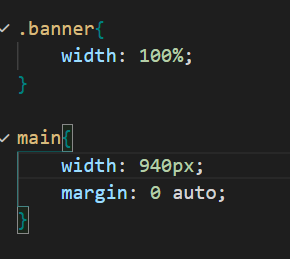 .banner{
    width: 100%;
}
main{
    width: 940px;
    margin: 0 auto;
}